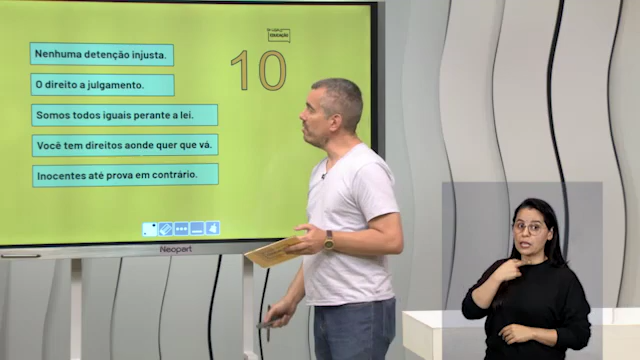 EDUCAÇÃO
10
Nenhuma detenção injusta.
O direito a julgamento.
Somos todos iguais perante a lei.
Você tem direitos aonde quer que vá.
Inocentes até prova em contrário.
Neopart